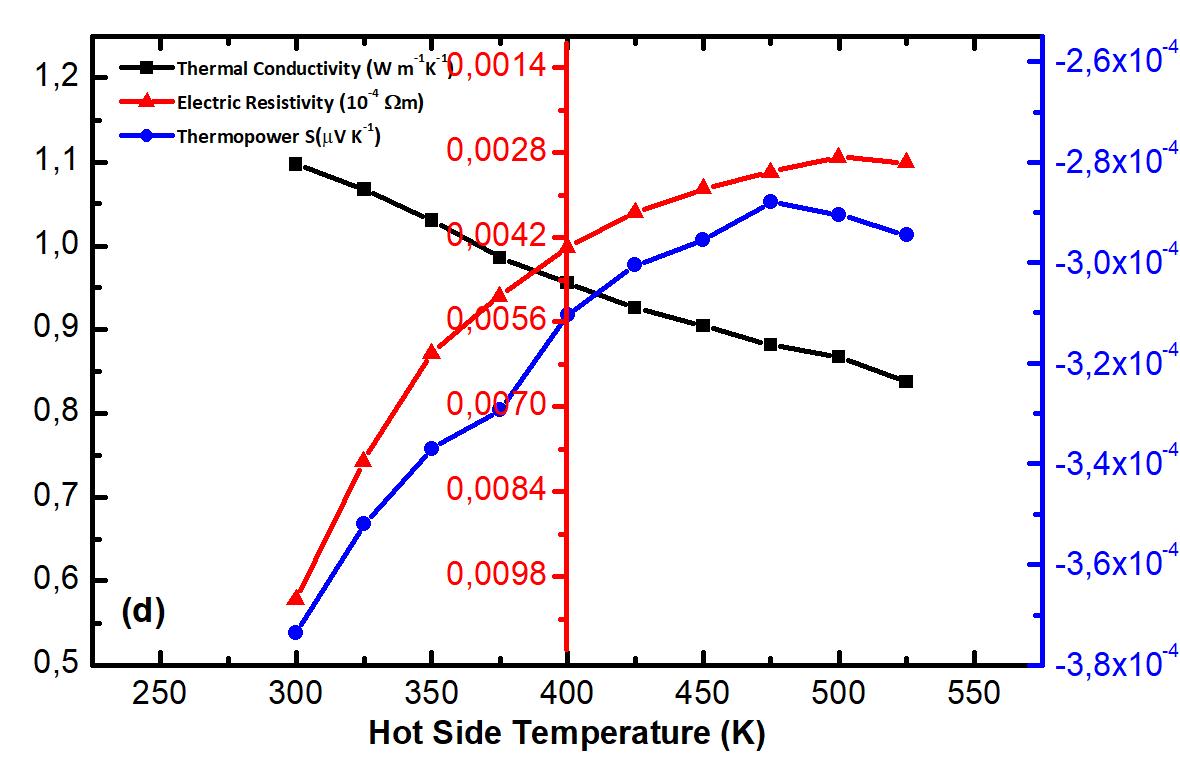 Thermal Conductivity (W m⁻¹K⁻¹)
Electric Resistivity (10⁻⁴ Ωm)
Thermopower S(μV K⁻¹)
1,2
1,1
1,0
0,9
0,8
0,7
0,6
0,5
0,0014
0,0028
0,0042
0,0056
0,0070
0,0084
0,0098
-2,6x10⁻⁴
-2,8x10⁻⁴
-3,0x10⁻⁴
-3,2x10⁻⁴
-3,4x10⁻⁴
-3,6x10⁻⁴
-3,8x10⁻⁴
(d)
250 300 350 400 450 500 550
Hot Side Temperature (K)